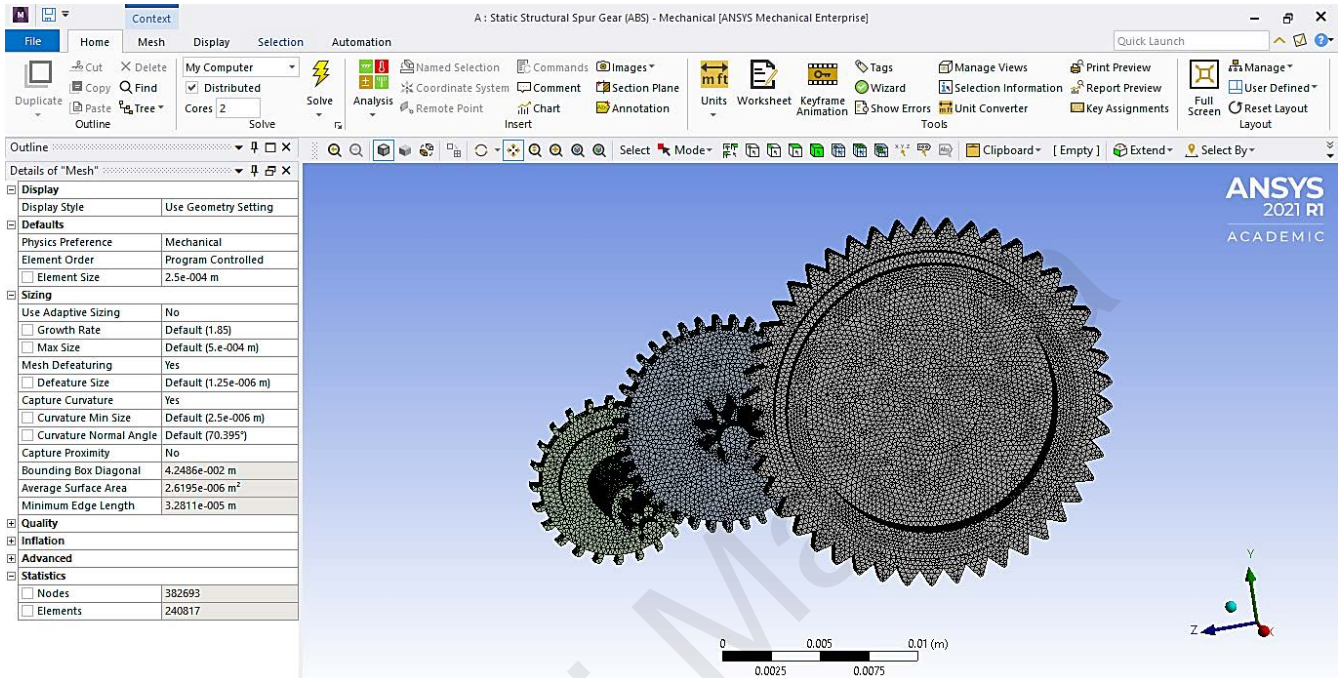 Context
A : Static Structural Spur Gear (ABS) - Mechanical [ANSYS Mechanical Enterprise]
File Home Mesh Display Selection Automation
Quick Launch
Duplicate
Cut
Copy
Paste
Delete
Find
Tree
Outline
My Computer
Distributed
Cores 2
Solve
Solve
Analysis
Named Selection
Coordinate System
Remote Point
Commands
Comment
Chart
Images
Section Plane
Annotation
Insert
Units
Worksheet
Keyframe
Animation
Tags
Wizard
Show Errors
Manage Views
Selection Information
Unit Converter
Print Preview
Report Preview
Key Assignments
Tools
Full
Screen
Manage
User Defined
Reset Layout
Layout
Outline
Select Mode Clipboard [Empty] Extend Select By
Details of "Mesh"
Display
Display Style Use Geometry Setting
Defaults
Physics Preference Mechanical
Element Order Program Controlled
Element Size 2.5e-004 m
Sizing
Use Adaptive Sizing No
Growth Rate Default (1.85)
Max Size Default (5.e-004 m)
Mesh Defeaturing Yes
Defeature Size Default (1.25e-006 m)
Capture Curvature Yes
Curvature Min Size Default (2.5e-006 m)
Curvature Normal Angle Default (70.395°)
Capture Proximity No
Bounding Box Diagonal 4.2486e-002 m
Average Surface Area 2.6195e-006 m²
Minimum Edge Length 3.2811e-005 m
Quality
Inflation
Advanced
Statistics
Nodes 382693
Elements 240817
ANSYS
2021 R1
ACADEMIC
Y
Z
X
0 0.005 0.01 (m)
0.0025 0.0075